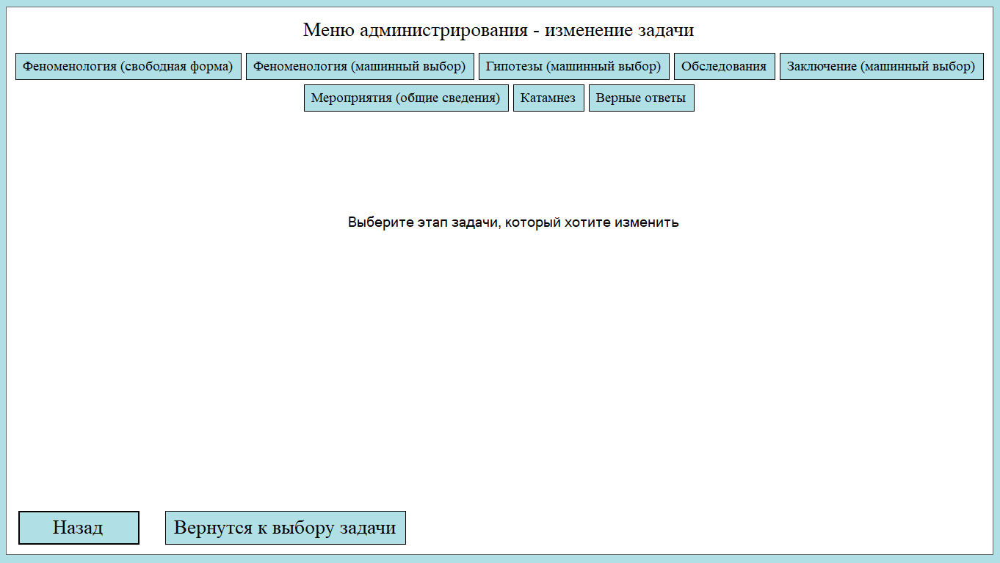 Меню администрирования - изменение задачи
Феноменология (свободная форма) Феноменология (машинный выбор) Гипотезы (машинный выбор) Обследования Заключение (машинный выбор)
Мероприятия (общие сведения) Катамнез Верные ответы
Выберите этап задачи, который хотите изменить
Назад Вернутся к выбору задачи